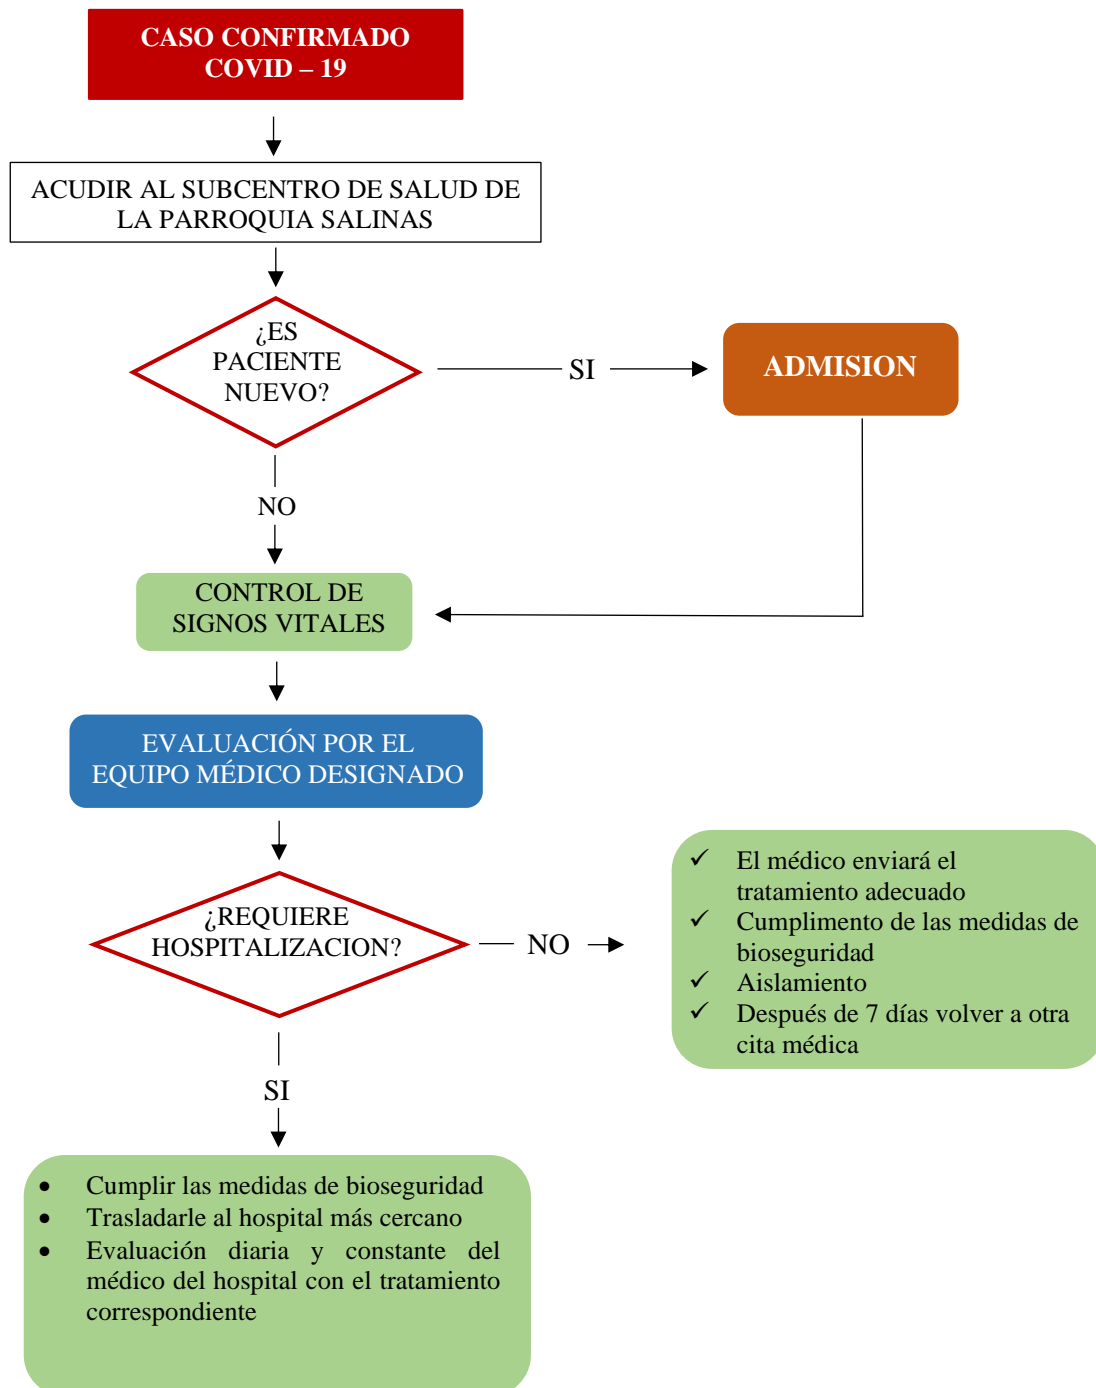 CASO CONFIRMADO
COVID – 19
ACUDIR AL SUBCENTRO DE SALUD DE
LA PARROQUIA SALINAS
¿ES
PACIENTE
NUEVO?
SI
ADMISION
NO
CONTROL DE
SIGNOS VITALES
EVALUACIÓN POR EL
EQUIPO MÉDICO DESIGNADO
¿REQUIERE
HOSPITALIZACION?
NO
✓ El médico enviará el
tratamiento adecuado
✓ Cumplimento de las medidas de
bioseguridad
✓ Aislamiento
✓ Después de 7 días volver a otra
cita médica
SI
• Cumplir las medidas de bioseguridad
• Trasladarle al hospital más cercano
• Evaluación diaria y constante del
médico del hospital con el tratamiento
correspondiente